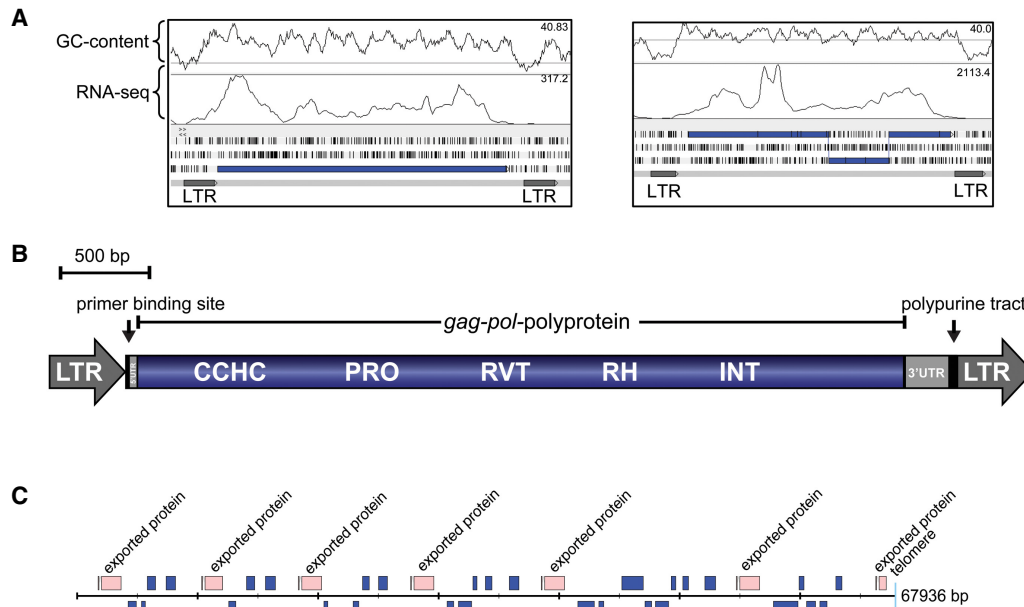 A
GC-content
RNA-seq
40.83
317.2
>>
<<
LTR
LTR
40.0
2113.4
LTR
LTR
B
500 bp
primer binding site
gag-pol-polyprotein
polypurine tract
LTR
5'UTR
CCHC
PRO
RVT
RH
INT
3'UTR
LTR
C
exported protein
exported protein
exported protein
exported protein
exported protein
exported protein
exported protein
telomere
67936 bp